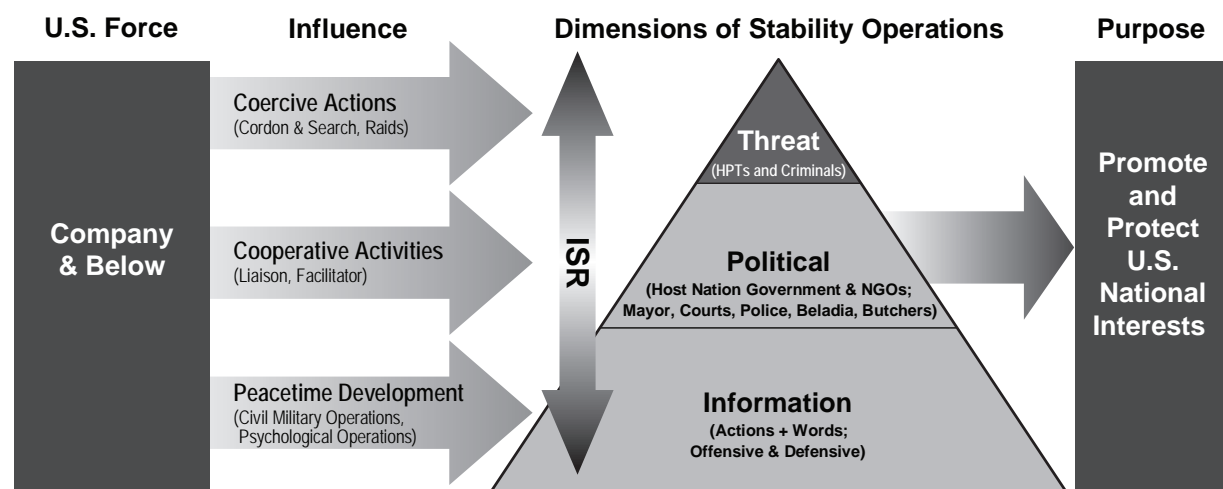 U.S. Force
Influence
Dimensions of Stability Operations
Purpose
Company
& Below
Coercive Actions
(Cordon & Search, Raids)
Cooperative Activities
(Liaison, Facilitator)
Peacetime Development
(Civil Military Operations,
Psychological Operations)
ISR
Threat
(HPTs and Criminals)
Political
(Host Nation Government & NGOs;
Mayor, Courts, Police, Beladia, Butchers)
Information
(Actions + Words;
Offensive & Defensive)
Promote
and
Protect
U.S.
National
Interests